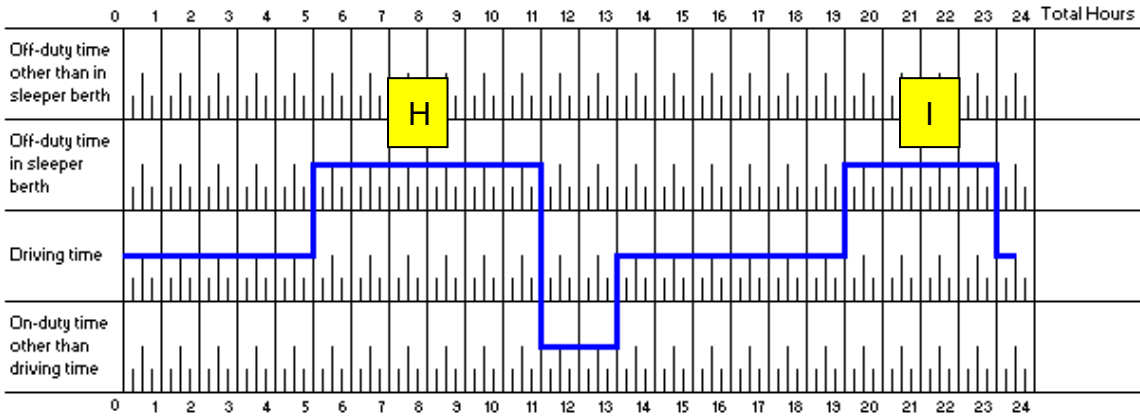 0 1 2 3 4 5 6 7 8 9 10 11 12 13 14 15 16 17 18 19 20 21 22 23 24 Total Hours
Off-duty time
other than in
sleeper berth
H
I
Off-duty time
in sleeper
berth
Driving time
On-duty time
other than
driving time
0 1 2 3 4 5 6 7 8 9 10 11 12 13 14 15 16 17 18 19 20 21 22 23 24